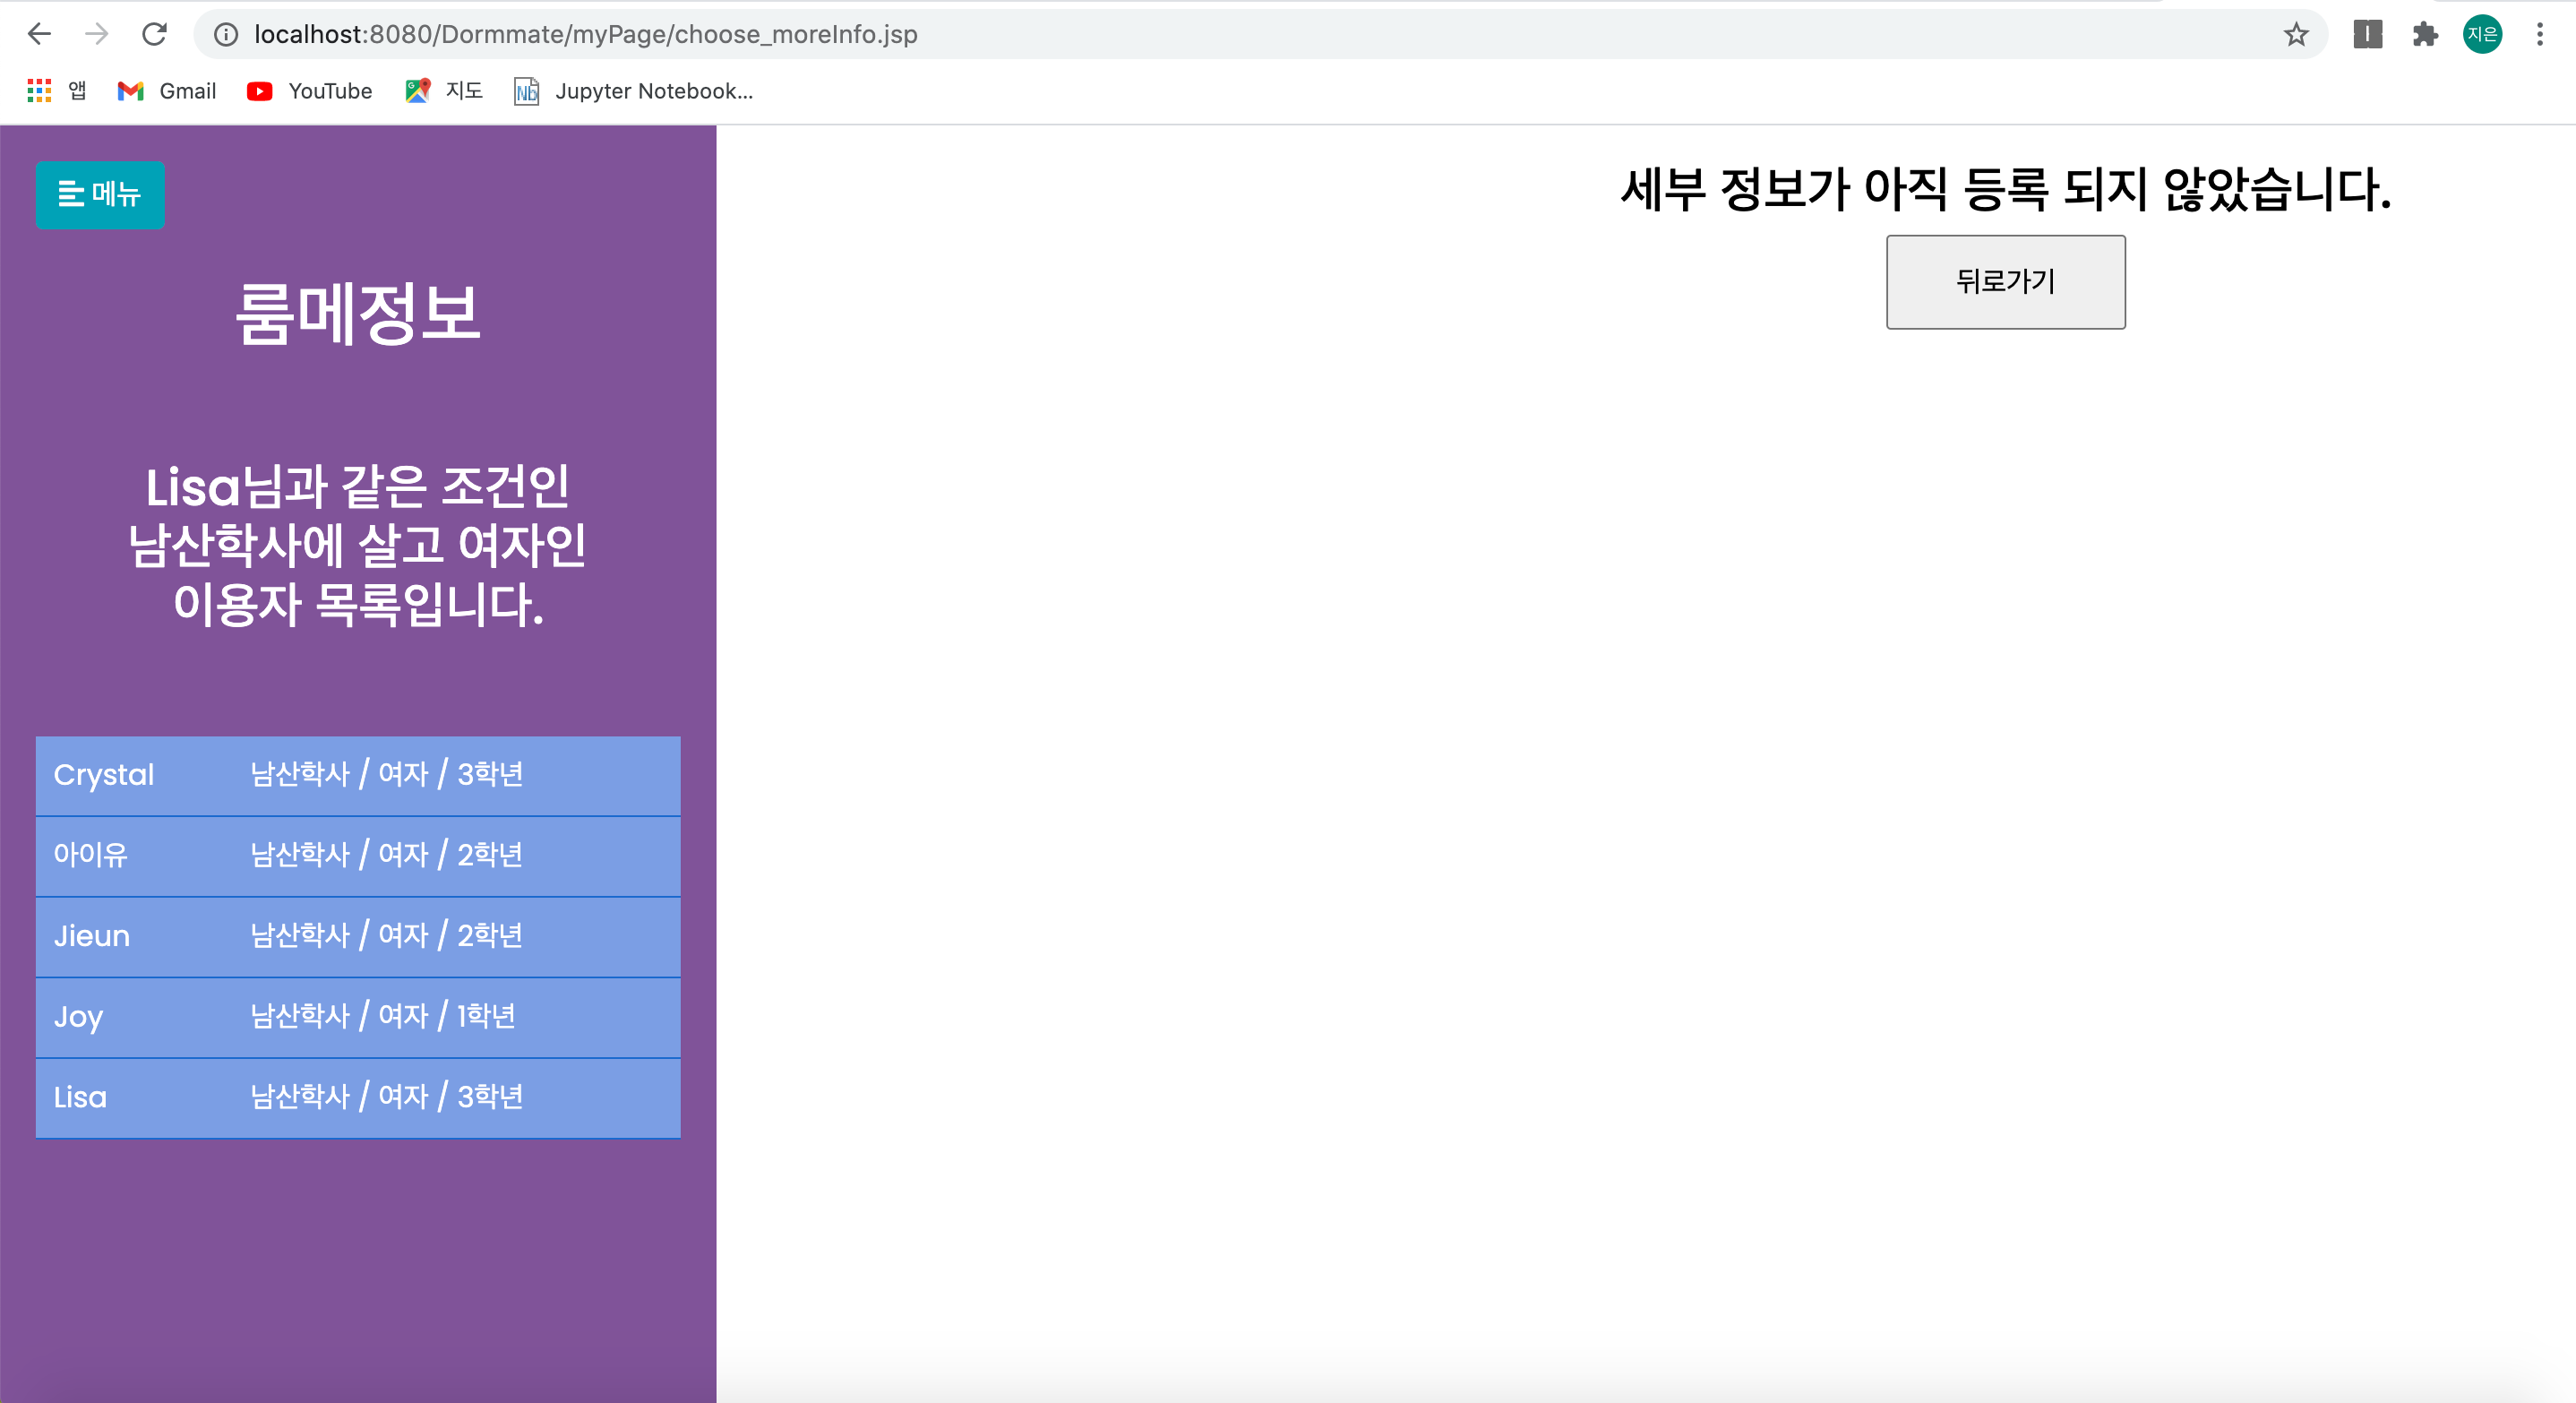 localhost:8080/Dormmate/myPage/choose_moreInfo.jsp
지은
앱
Gmail
YouTube
지도
Jupyter Notebook...
메뉴
룸메정보
Lisa님과 같은 조건인
남산학사에 살고 여자인
이용자 목록입니다.
Crystal 남산학사 / 여자 / 3학년
아이유 남산학사 / 여자 / 2학년
Jieun 남산학사 / 여자 / 2학년
Joy 남산학사 / 여자 / 1학년
Lisa 남산학사 / 여자 / 3학년
세부 정보가 아직 등록 되지 않았습니다.
뒤로가기